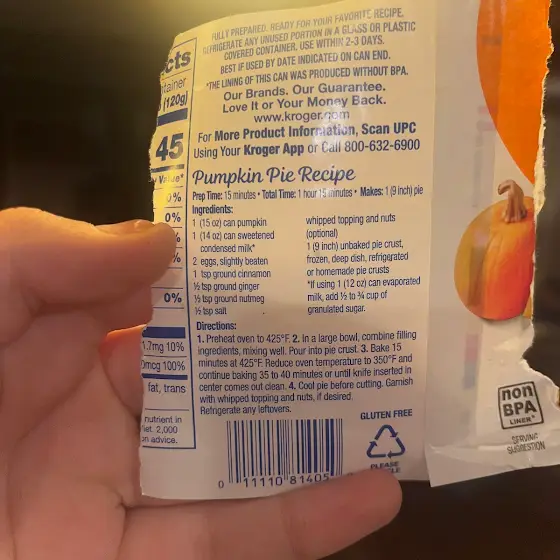 FULLY PREPARED. READY FOR YOUR FAVORITE RECIPE.
REFRIGERATE ANY UNUSED PORTION IN A GLASS OR PLASTIC
COVERED CONTAINER. USE WITHIN 2-3 DAYS.
BEST IF USED BY DATE INDICATED ON CAN END.
*THE LINING OF THIS CAN WAS PRODUCED WITHOUT BPA.
Our Brands. Our Guarantee.
Love It or Your Money Back.
www.kroger.com
For More Product Information, Scan UPC
Using Your Kroger App or Call 800-632-6900
Pumpkin Pie Recipe
Prep Time: 15 minutes • Total Time: 1 hour 15 minutes • Makes: 1 (9 inch) pie
Ingredients:
1 (15 oz) can pumpkin
1 (14 oz) can sweetened
condensed milk*
2 eggs, slightly beaten
1 tsp ground cinnamon
½ tsp ground ginger
½ tsp ground nutmeg
½ tsp salt
whipped topping and nuts
(optional)
1 (9 inch) unbaked pie crust,
frozen, deep dish, refrigerated
or homemade pie crusts
*If using 1 (12 oz) can evaporated
milk, add ½ to ¾ cup of
granulated sugar.
Directions:
1. Preheat oven to 425°F. 2. In a large bowl, combine filling
ingredients, mixing well. Pour into pie crust. 3. Bake 15
minutes at 425°F. Reduce oven temperature to 350°F and
continue baking 35 to 40 minutes or until knife inserted in
center comes out clean. 4. Cool pie before cutting. Garnish
with whipped topping and nuts, if desired.
Refrigerate any leftovers.
GLUTEN FREE
PLEASE
0 11110 81405
cts
tainer
(120g)
45
Value*
0%
0%
%
%
0%
1.7mg 10%
0mcg 100%
fat, trans
nutrient in
diet. 2,000
on advice.
non
BPA
LINER*
SERVING
SUGGESTION